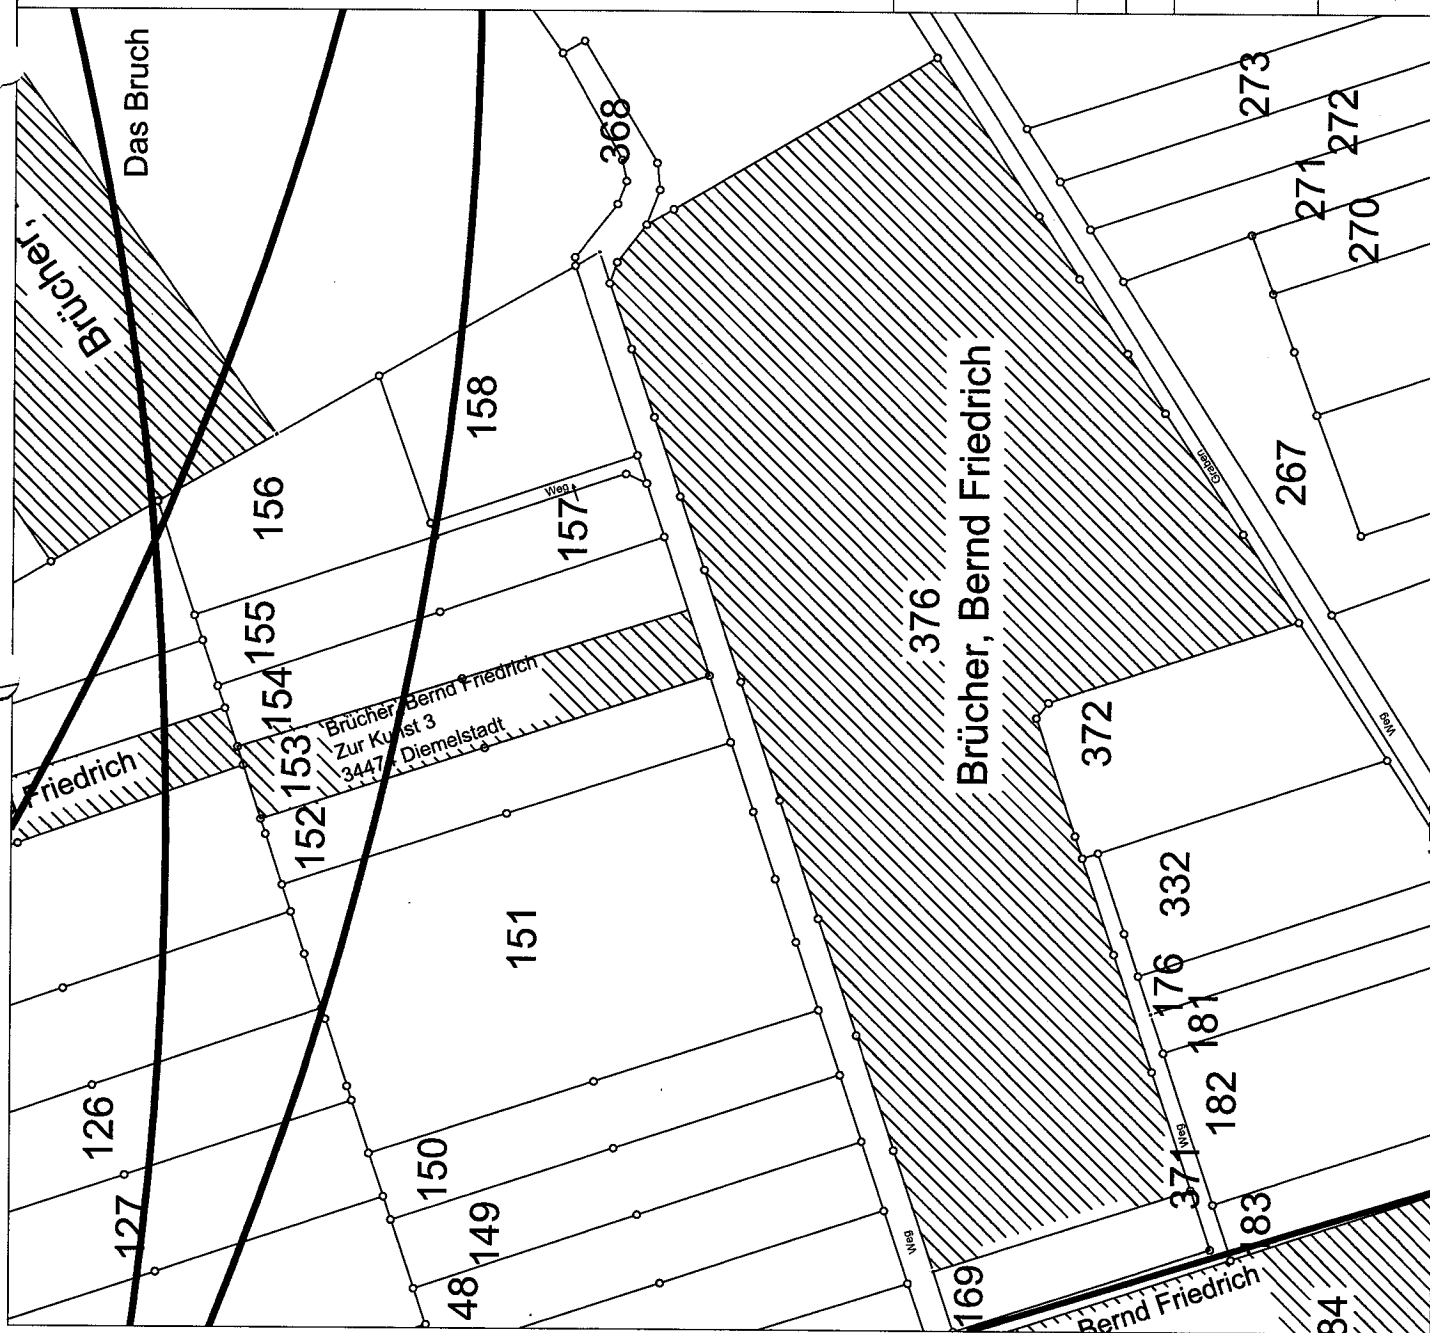 Das Bruch
Brücher,
368
273
272
271
270
158
156
Weg
157
267
Graben
155
154
153
152
Brücher, Bernd Friedrich
Zur Kunst 3
34474 Diemelstadt
Friedrich
376
Brücher, Bernd Friedrich
372
Weg
332
151
176
181
182
126
127
150
149
48
Weg
Weg
371
183
169
Bernd Friedrich
84